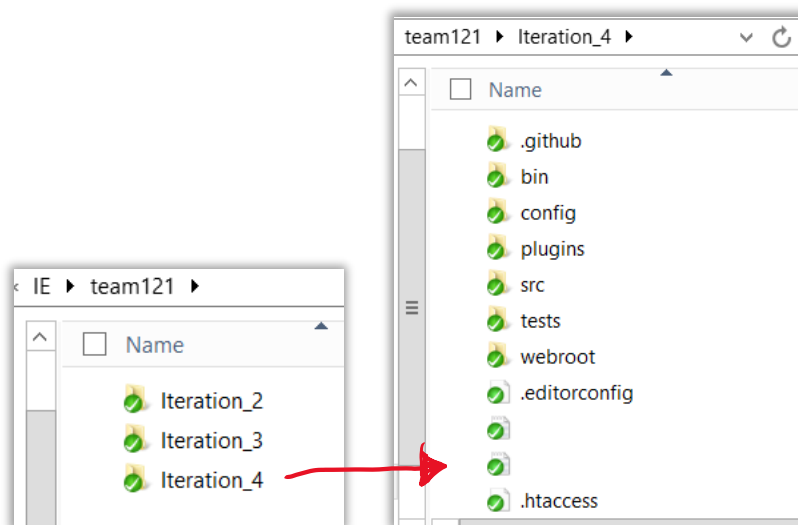 team121 Iteration_4
Name
.github
bin
config
plugins
src
tests
webroot
.editorconfig
.htaccess
IE team121
Name
Iteration_2
Iteration_3
Iteration_4